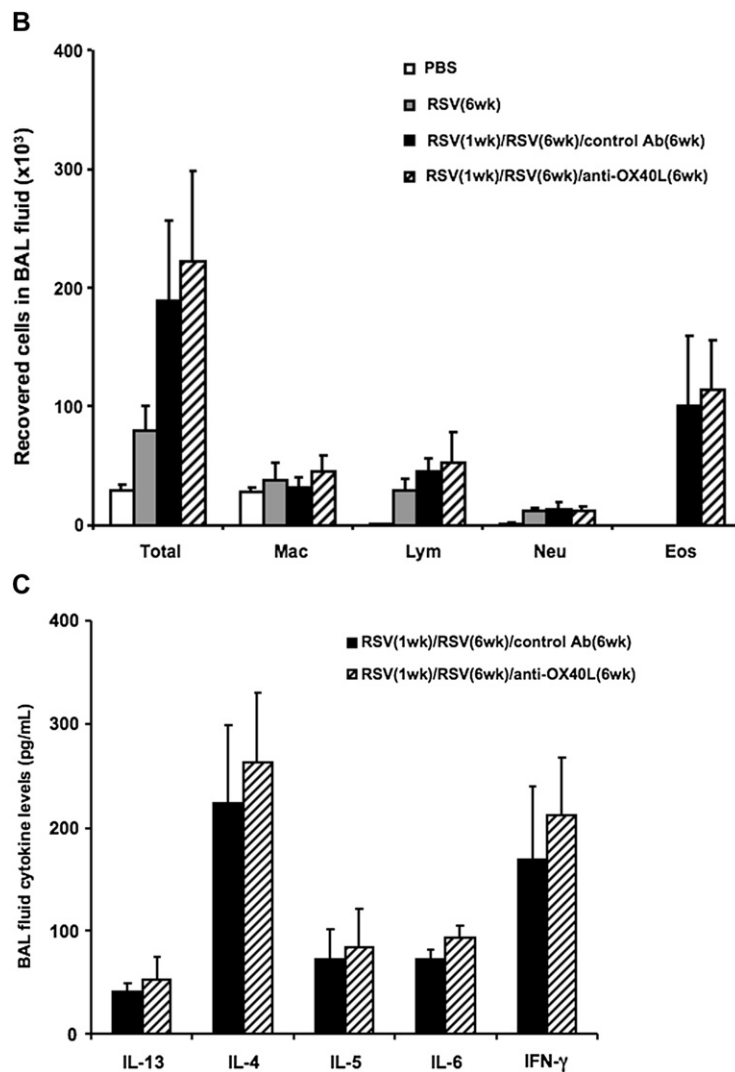 B
400
300
200
100
0
Recovered cells in BAL fluid (x10³)
PBS
RSV(6wk)
RSV(1wk)/RSV(6wk)/control Ab(6wk)
RSV(1wk)/RSV(6wk)/anti-OX40L(6wk)
Total Mac Lym Neu Eos
C
400
300
200
100
0
BAL fluid cytokine levels (pg/mL)
RSV(1wk)/RSV(6wk)/control Ab(6wk)
RSV(1wk)/RSV(6wk)/anti-OX40L(6wk)
IL-13 IL-4 IL-5 IL-6 IFN-γ